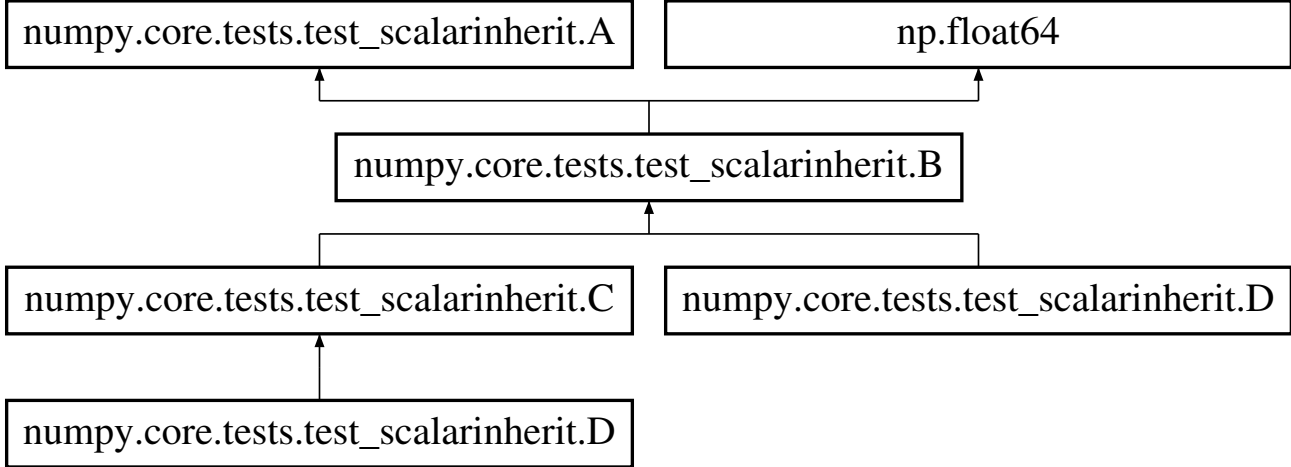 numpy.core.tests.test_scalarinherit.A
np.float64
numpy.core.tests.test_scalarinherit.B
numpy.core.tests.test_scalarinherit.C
numpy.core.tests.test_scalarinherit.D
numpy.core.tests.test_scalarinherit.D